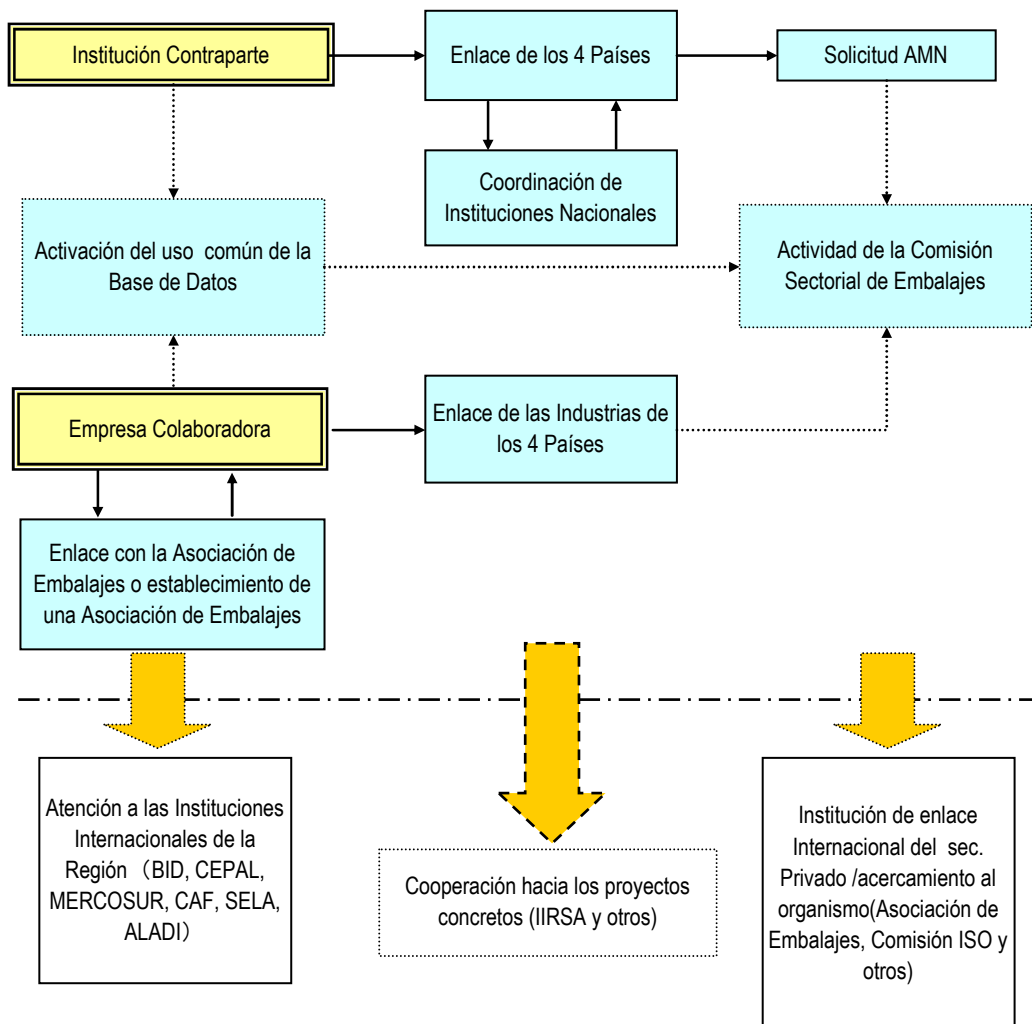 Institución Contraparte
Enlace de los 4 Países
Solicitud AMN
Coordinación de
Instituciones Nacionales
Activación del uso común de la
Base de Datos
Actividad de la Comisión
Sectorial de Embalajes
Empresa Colaboradora
Enlace de las Industrias de
los 4 Países
Enlace con la Asociación de
Embalajes o establecimiento de
una Asociación de Embalajes
Atención a las Instituciones
Internacionales de la
Región (BID, CEPAL,
MERCOSUR, CAF, SELA,
ALADI)
Cooperación hacia los proyectos
concretos (IIRSA y otros)
Institución de enlace
Internacional del sec.
Privado /acercamiento al
organismo(Asociación de
Embalajes, Comisión ISO y
otros)